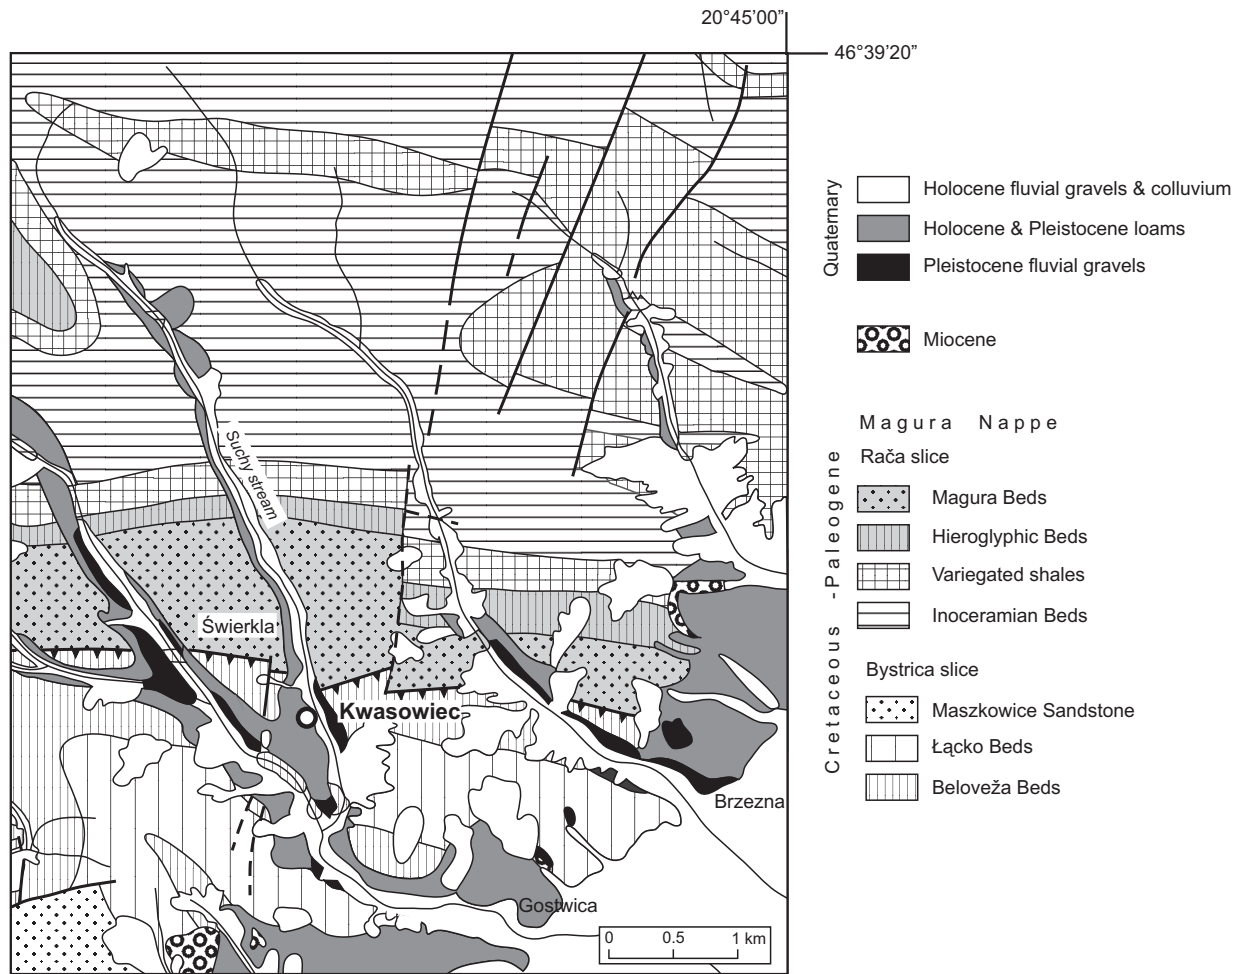 20°45'00”
46°39'20”
Suchy stream
Świerkla
Kwasowiec
Brzezna
Gostwica
0 0.5 1 km
Quaternary
Holocene fluvial gravels & colluvium
Holocene & Pleistocene loams
Pleistocene fluvial gravels
Miocene
Cretaceous -Paleogene
Magura Nappe
Rača slice
Magura Beds
Hieroglyphic Beds
Variegated shales
Inoceramian Beds
Bystrica slice
Maszkowice Sandstone
Łącko Beds
Beloveža Beds